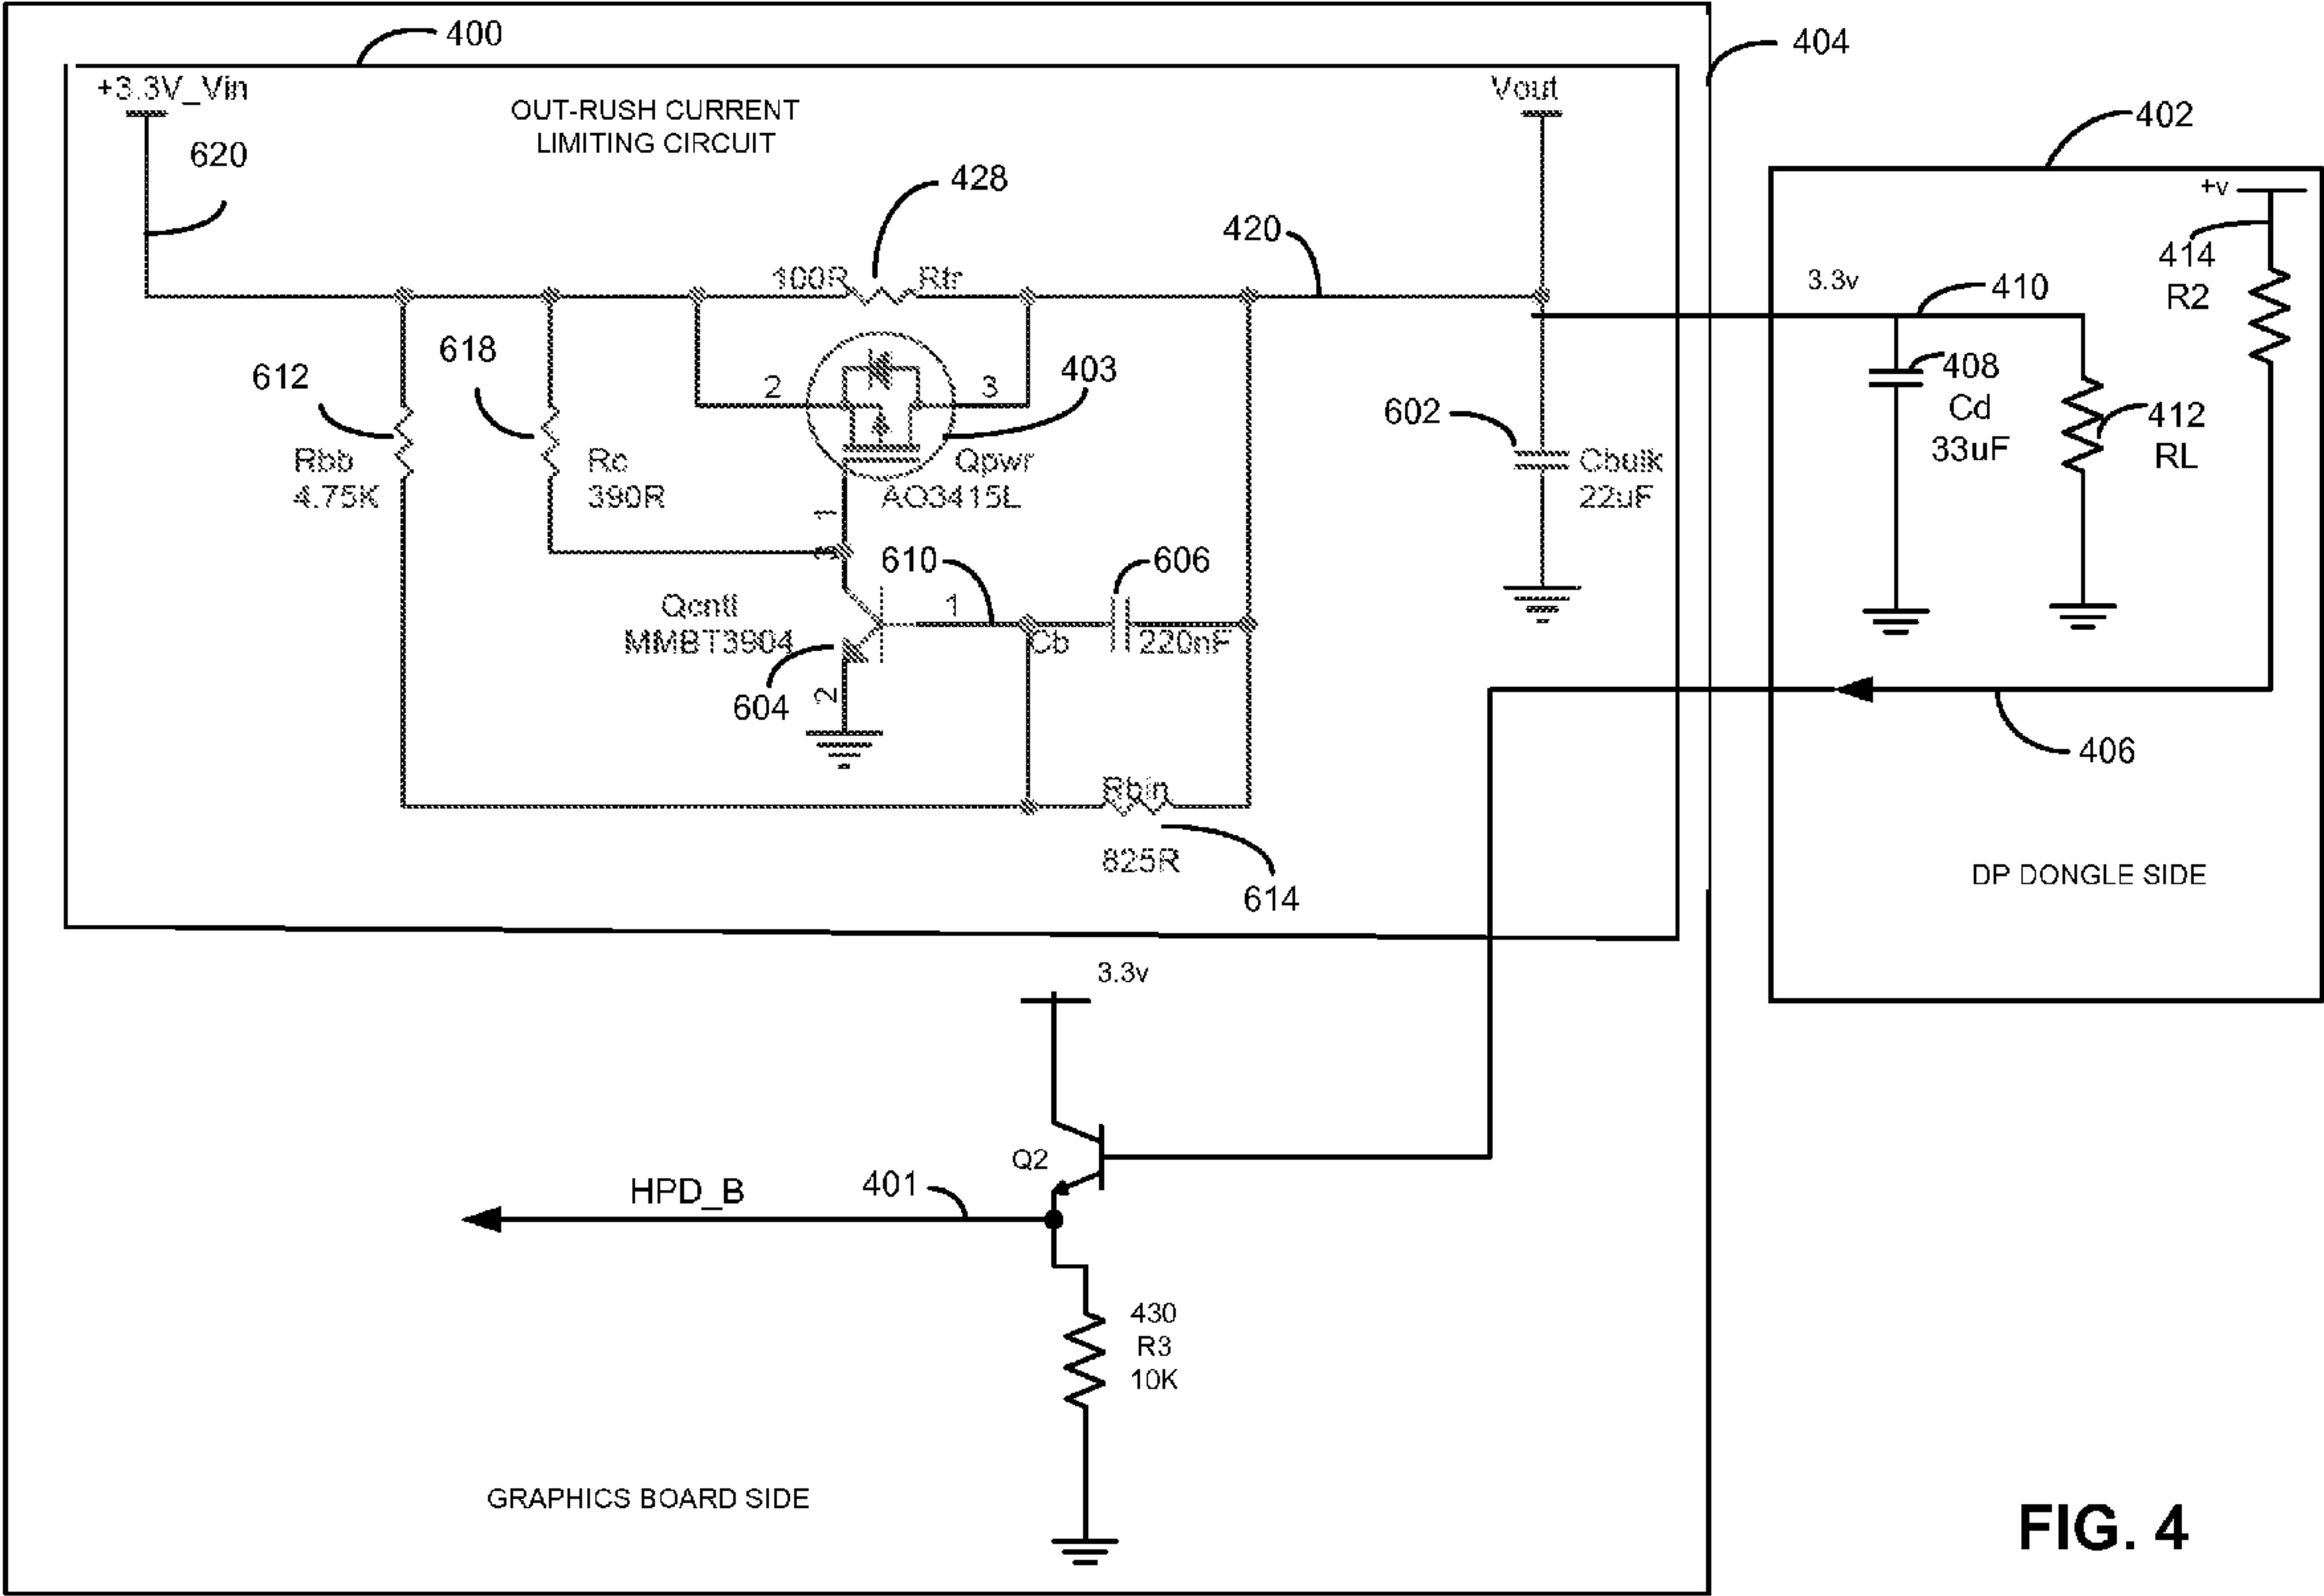 400
404
+3.3V_Vin
OUT-RUSH CURRENT
LIMITING CIRCUIT
Vout
402
620
428
+v
420
414
R2
100R
Rtr
3.3v
410
618
612
2
3
403
408
Cd
33uF
602
412
RL
Rbb
4.75K
Rc
390R
Qpwr
AO3415L
Cbulk
22uF
1
3
610
606
Qcntl
MMBT3904
1
Cb
220nF
604
2
406
Rbin
825R
614
DP DONGLE SIDE
3.3v
Q2
HPD_B
401
430
R3
10K
GRAPHICS BOARD SIDE
FIG. 4